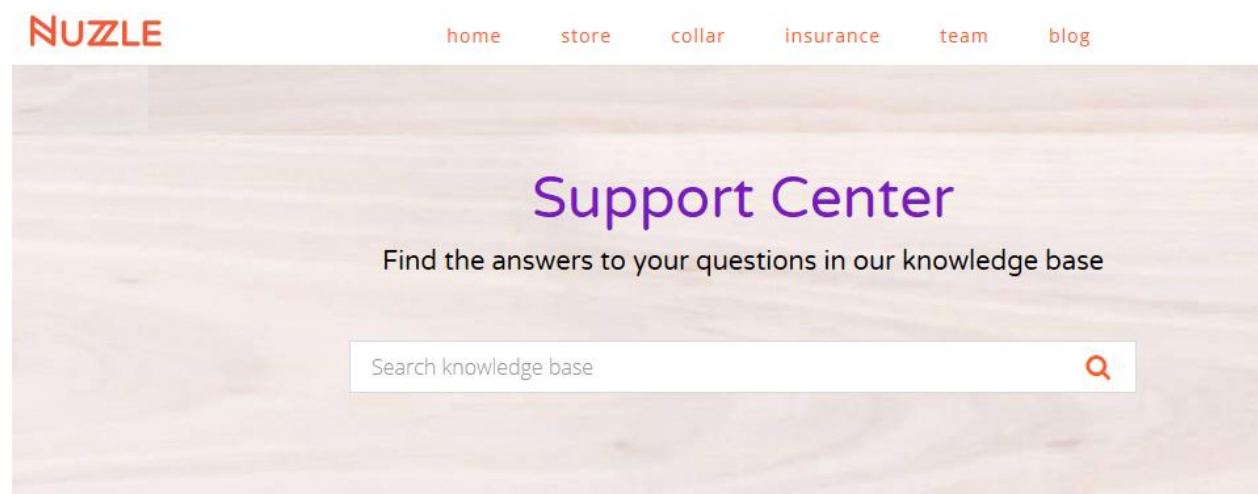 NUZZLE
home store collar insurance team blog
Support Center
Find the answers to your questions in our knowledge base
Search knowledge base